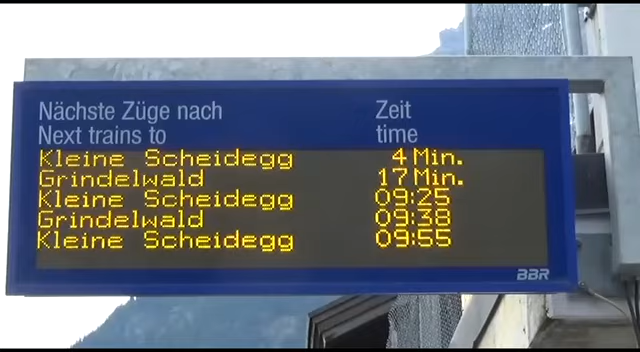 Nächste Züge nach Zeit
Next trains to time
Kleine Scheidegg 4 Min.
Grindelwald 17 Min.
Kleine Scheidegg 09:25
Grindelwald 09:38
Kleine Scheidegg 09:55
BBR